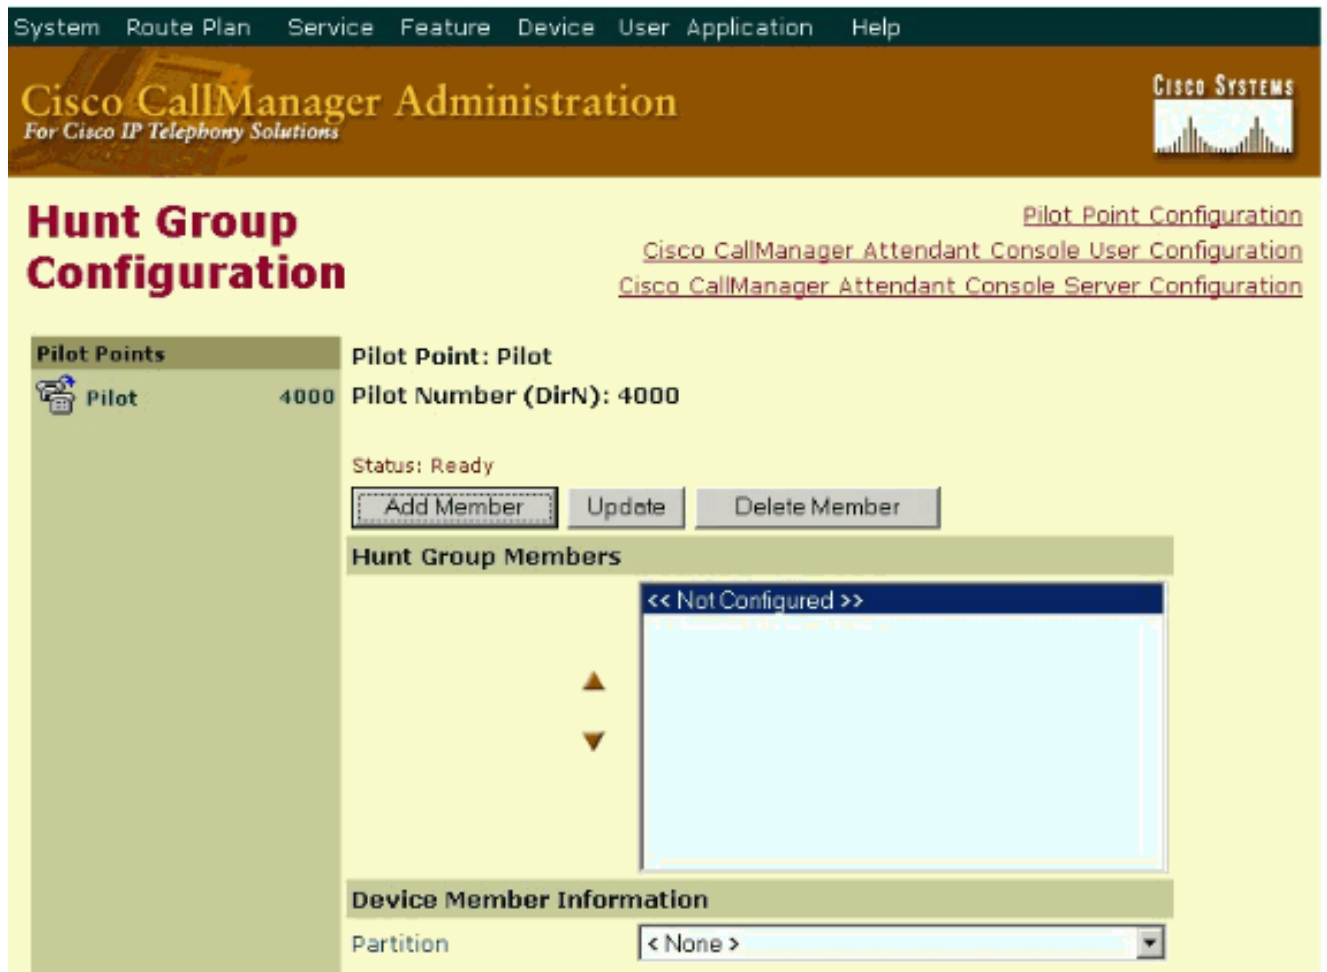 System Route Plan Service Feature Device User Application Help
Cisco CallManager Administration
For Cisco IP Telephony Solutions
CISCO SYSTEMS
Hunt Group
Configuration
Pilot Point Configuration
Cisco CallManager Attendant Console User Configuration
Cisco CallManager Attendant Console Server Configuration
Pilot Points
Pilot 4000
Pilot Point: Pilot
Pilot Number (DirN): 4000
Status: Ready
Add Member Update Delete Member
Hunt Group Members
<< Not Configured >>
Device Member Information
Partition < None >